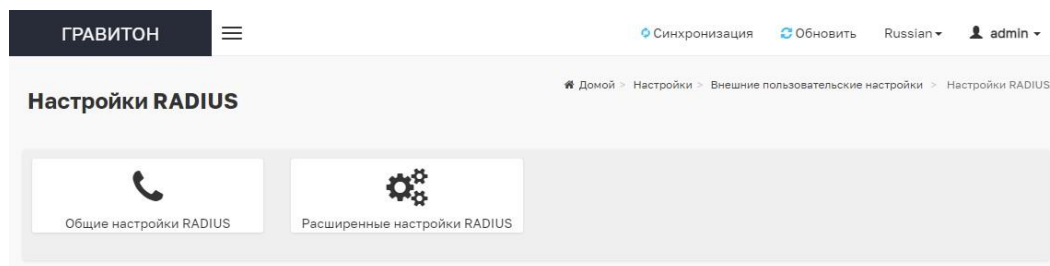 ГРАВИТОН
Синхронизация Обновить Russian admin
Настройки RADIUS
Домой > Настройки > Внешние пользовательские настройки > Настройки RADIUS
Общие настройки RADIUS
Расширенные настройки RADIUS